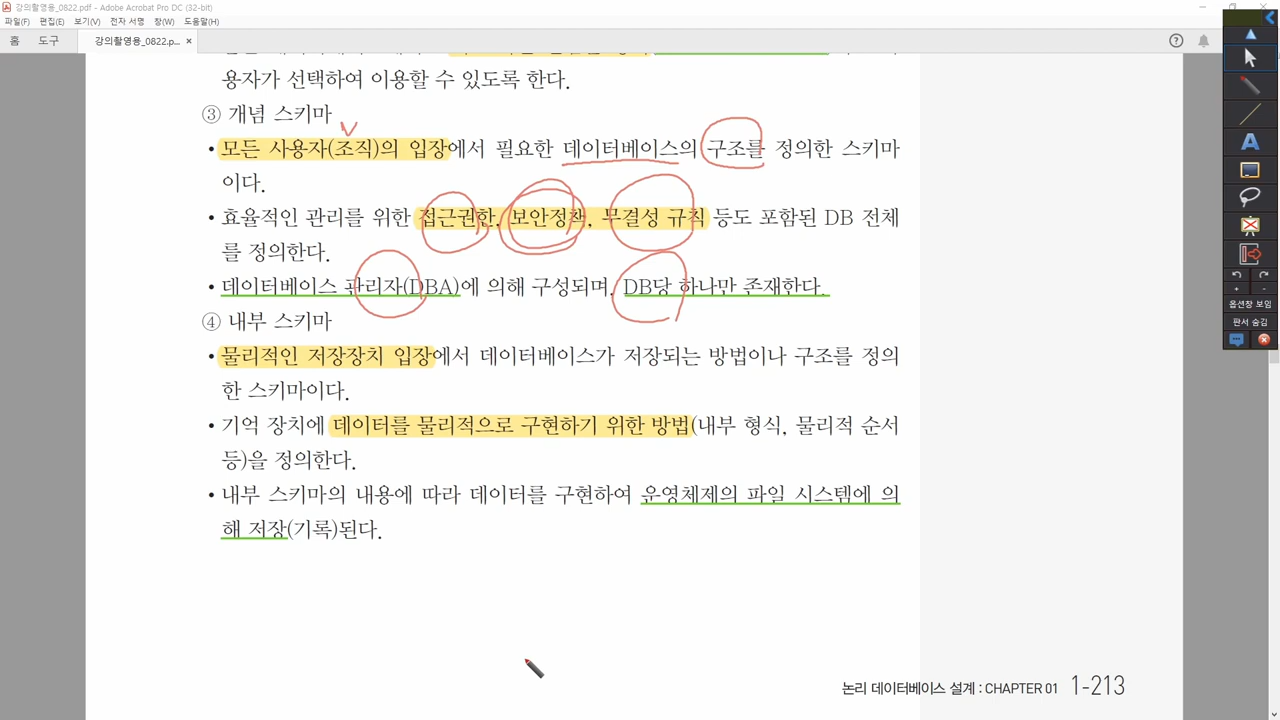 강의촬영용_0822.pdf - Adobe Acrobat Pro DC (32-bit)
파일(F) 편집(E) 보기(V) 전자 서명 창(W) 도움말(H)
홈 도구 강의촬영용_0822.p... ×
용자가 선택하여 이용할 수 있도록 한다.
③ 개념 스키마
• 모든 사용자(조직)의 입장에서 필요한 데이터베이스의 구조를 정의한 스키마
이다.
• 효율적인 관리를 위한 접근권한, 보안정책, 무결성 규칙 등도 포함된 DB 전체
를 정의한다.
• 데이터베이스 관리자(DBA)에 의해 구성되며, DB당 하나만 존재한다.
④ 내부 스키마
• 물리적인 저장장치 입장에서 데이터베이스가 저장되는 방법이나 구조를 정의
한 스키마이다.
• 기억 장치에 데이터를 물리적으로 구현하기 위한 방법(내부 형식, 물리적 순서
등)을 정의한다.
• 내부 스키마의 내용에 따라 데이터를 구현하여 운영체제의 파일 시스템에 의
해 저장(기록)된다.
논리 데이터베이스 설계 : CHAPTER 01 1-213
A
+ -
옵션창 보임
판서 숨김